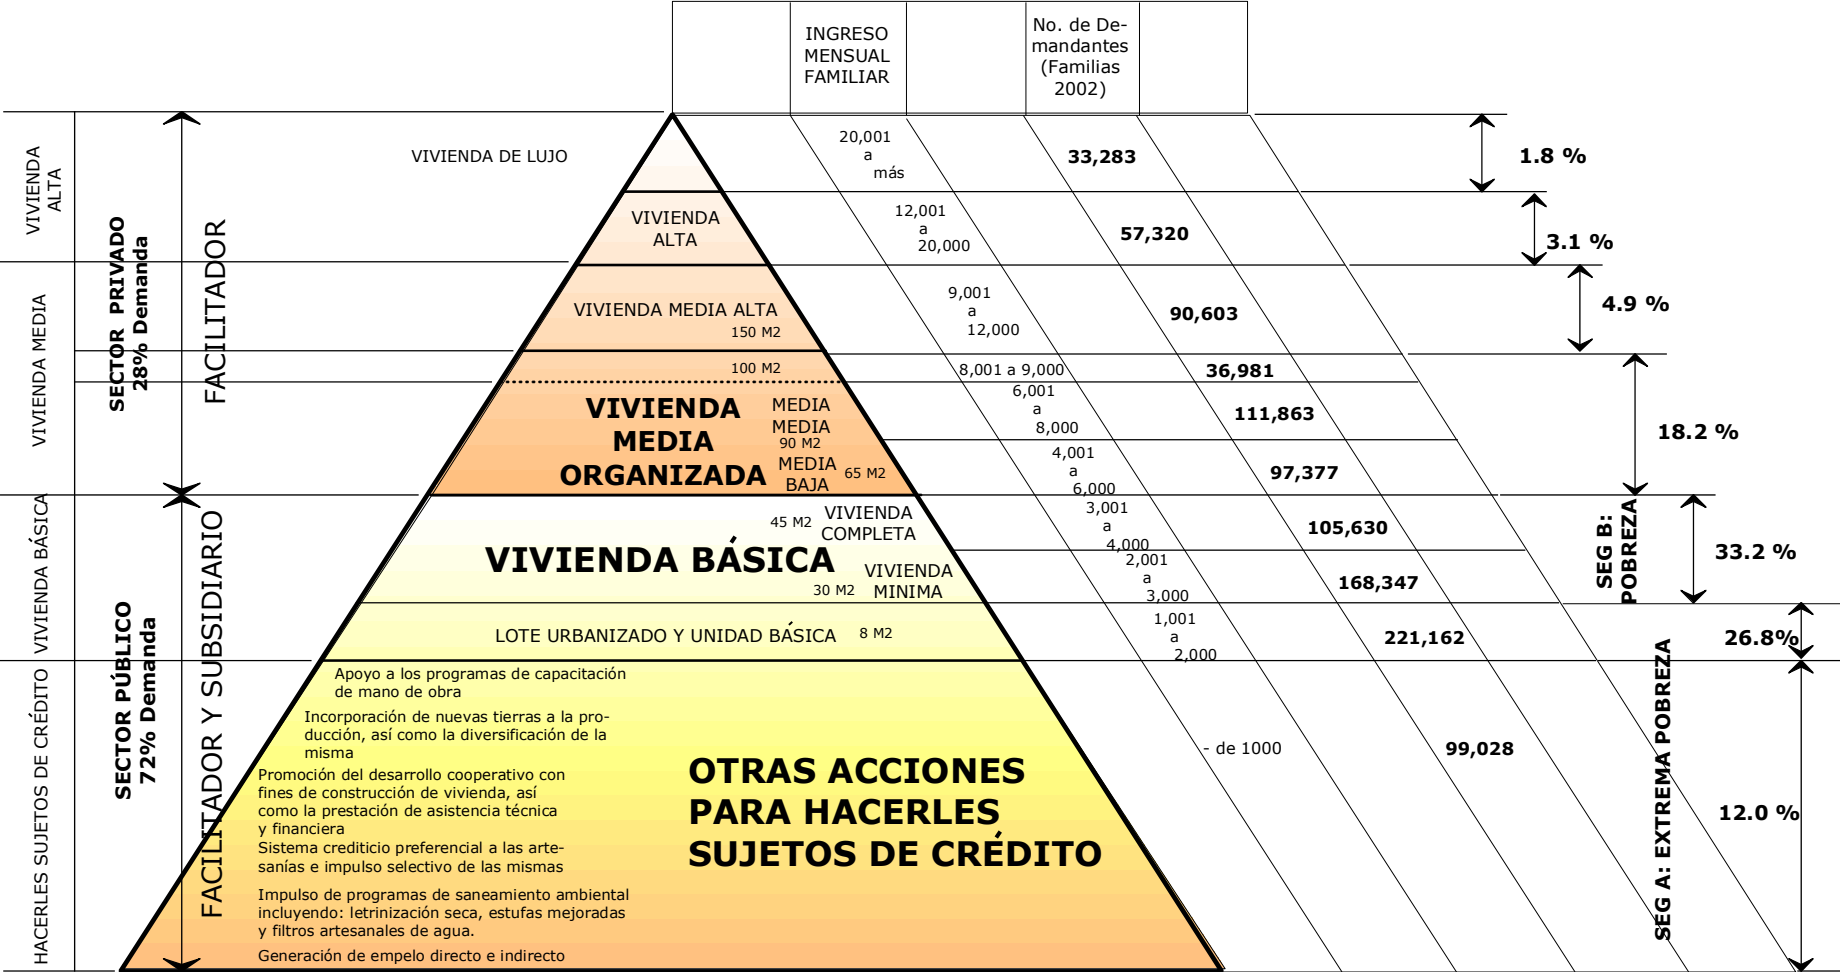 INGRESO
MENSUAL
FAMILIAR
No. de De-
mandantes
(Familias
2002)
VIVIENDA
ALTA
VIVIENDA MEDIA
VIVIENDA BÁSICA
HACERLES SUJETOS DE CRÉDITO
SECTOR PRIVADO
28% Demanda
SECTOR PÚBLICO
72% Demanda
FACILITADOR
FACILITADOR Y SUBSIDIARIO
VIVIENDA DE LUJO
20,001
a
más
33,283
1.8 %
VIVIENDA
ALTA
12,001
a
20,000
57,320
3.1 %
VIVIENDA MEDIA ALTA
150 M2
9,001
a
12,000
90,603
4.9 %
100 M2
8,001 a 9,000
36,981
VIVIENDA
MEDIA
ORGANIZADA
MEDIA
MEDIA
90 M2
6,001
a
8,000
111,863
18.2 %
MEDIA
BAJA
65 M2
4,001
a
6,000
97,377
VIVIENDA BÁSICA
45 M2
VIVIENDA
COMPLETA
3,001
a
4,000
105,630
SEG B:
POBREZA
33.2 %
30 M2
VIVIENDA
MINIMA
2,001
a
3,000
168,347
LOTE URBANIZADO Y UNIDAD BÁSICA 8 M2
1,001
a
2,000
221,162
26.8%
Apoyo a los programas de capacitación
de mano de obra
Incorporación de nuevas tierras a la pro-
ducción, así como la diversificación de la
misma
Promoción del desarrollo cooperativo con
fines de construcción de vivienda, así
como la prestación de asistencia técnica
y financiera
Sistema crediticio preferencial a las arte-
sanías e impulso selectivo de las mismas
Impulso de programas de saneamiento ambiental
incluyendo: letrinización seca, estufas mejoradas
y filtros artesanales de agua.
Generación de empelo directo e indirecto
OTRAS ACCIONES
PARA HACERLES
SUJETOS DE CRÉDITO
- de 1000
99,028
SEG A: EXTREMA POBREZA
12.0 %